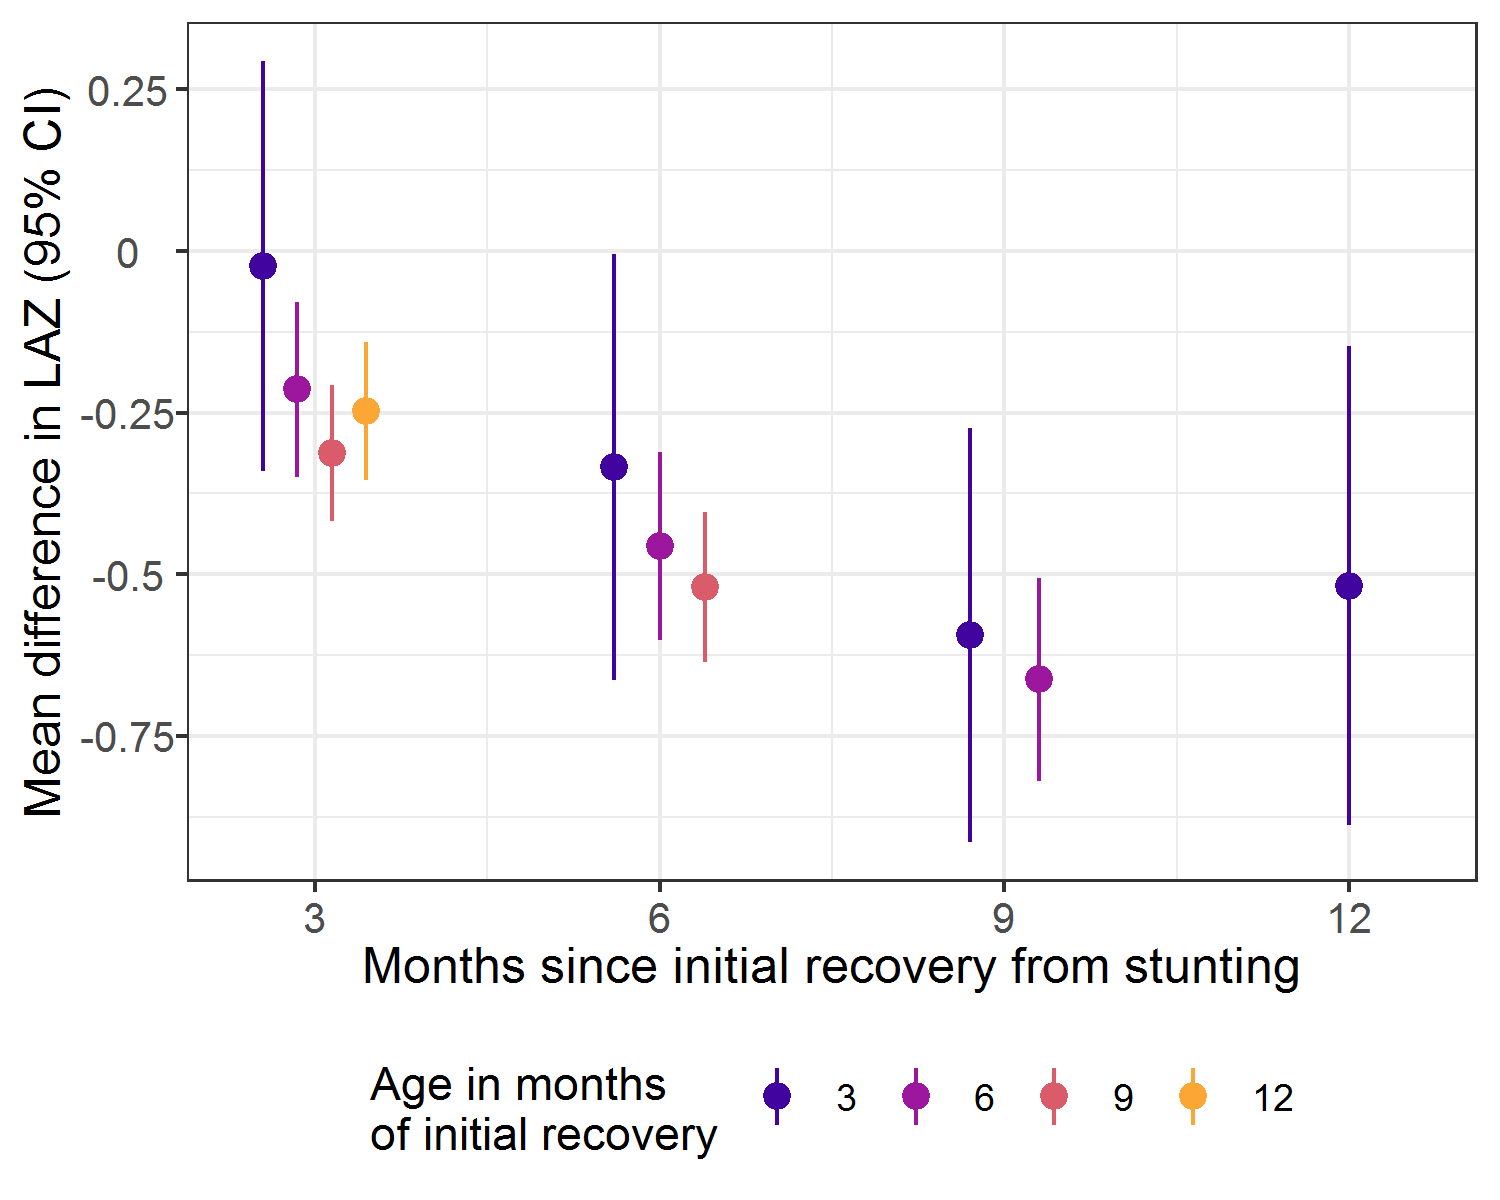 Mean difference in LAZ (95% CI)
0.25
0
-0.25
-0.5
-0.75
3 6 9 12
Months since initial recovery from stunting
Age in months
of initial recovery
3 6 9 12